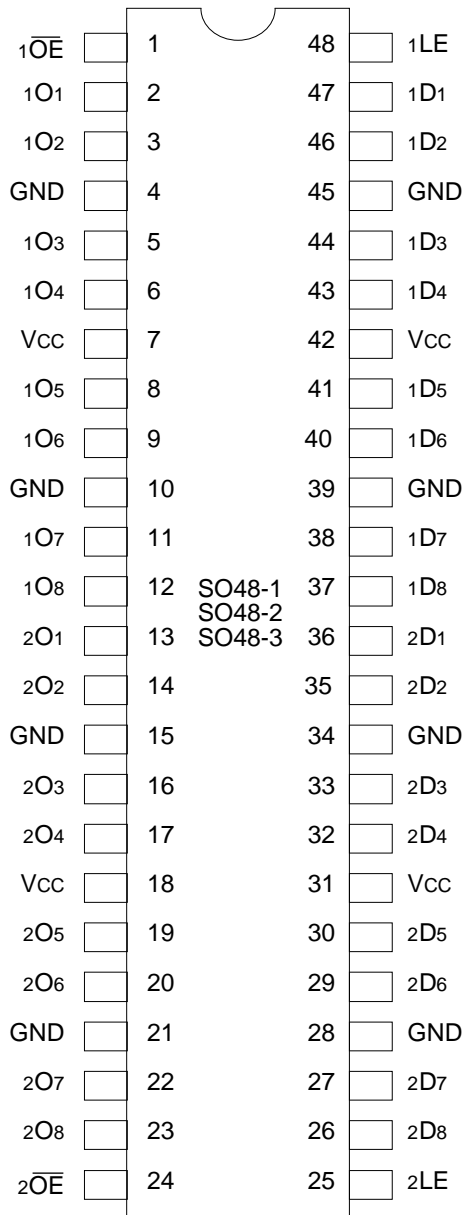 1O̅E̅ 1 48 1LE
1O1 2 47 1D1
1O2 3 46 1D2
GND 4 45 GND
1O3 5 44 1D3
1O4 6 43 1D4
VCC 7 42 VCC
1O5 8 41 1D5
1O6 9 40 1D6
GND 10 39 GND
1O7 11 38 1D7
1O8 12 SO48-1 37 1D8
SO48-2
2O1 13 SO48-3 36 2D1
2O2 14 35 2D2
GND 15 34 GND
2O3 16 33 2D3
2O4 17 32 2D4
VCC 18 31 VCC
2O5 19 30 2D5
2O6 20 29 2D6
GND 21 28 GND
2O7 22 27 2D7
2O8 23 26 2D8
2O̅E̅ 24 25 2LE